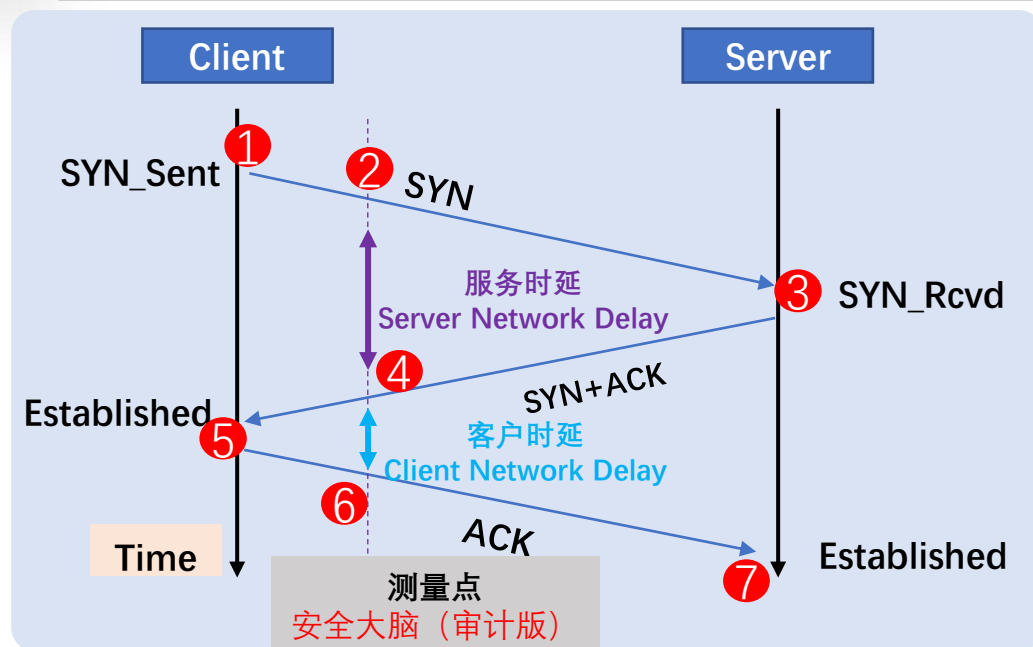 Client
Server
1
SYN_Sent
2
SYN
服务时延
Server Network Delay
3
SYN_Rcvd
4
SYN+ACK
Established
5
客户时延
Client Network Delay
6
ACK
Time
Established
7
测量点
安全大脑（审计版）